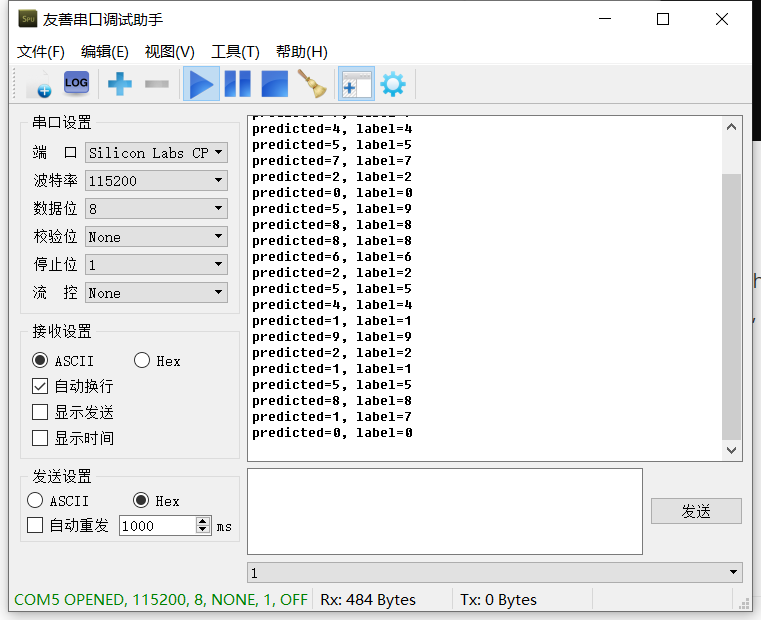 友善串口调试助手
文件(F) 编辑(E) 视图(V) 工具(T) 帮助(H)
LOG
串口设置
端 口 Silicon Labs CP
波特率 115200
数据位 8
校验位 None
停止位 1
流 控 None
接收设置
ASCII Hex
自动换行
显示发送
显示时间
发送设置
ASCII Hex
自动重发 1000 ms
predicted=4, label=4
predicted=5, label=5
predicted=7, label=7
predicted=2, label=2
predicted=0, label=0
predicted=5, label=9
predicted=8, label=8
predicted=8, label=8
predicted=6, label=6
predicted=2, label=2
predicted=5, label=5
predicted=4, label=4
predicted=1, label=1
predicted=9, label=9
predicted=2, label=2
predicted=1, label=1
predicted=5, label=5
predicted=8, label=8
predicted=1, label=7
predicted=0, label=0
发送
1
COM5 OPENED, 115200, 8, NONE, 1, OFF Rx: 484 Bytes Tx: 0 Bytes